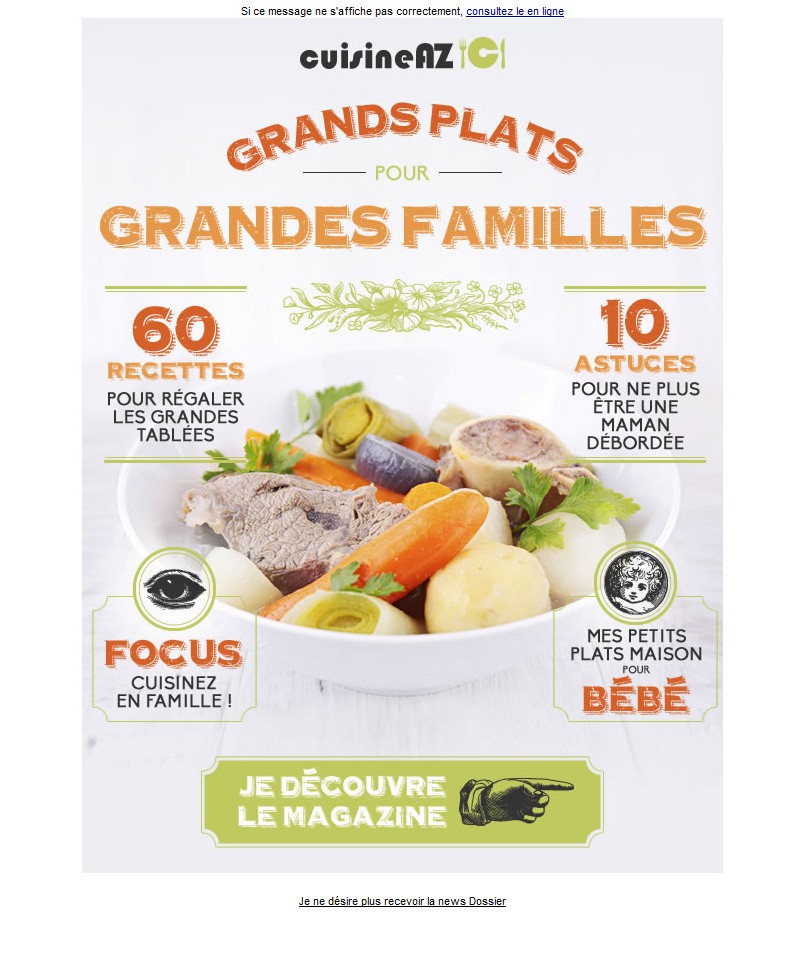 Si ce message ne s'affiche pas correctement, consultez le en ligne
cuisineAZ
GRANDS PLATS
POUR
GRANDES FAMILLES
60
RECETTES
POUR RÉGALER
LES GRANDES
TABLÉES
10
ASTUCES
POUR NE PLUS
ÊTRE UNE
MAMAN
DÉBORDÉE
FOCUS
CUISINEZ
EN FAMILLE !
MES PETITS
PLATS MAISON
POUR
BÉBÉ
JE DÉCOUVRE
LE MAGAZINE
Je ne désire plus recevoir la news Dossier